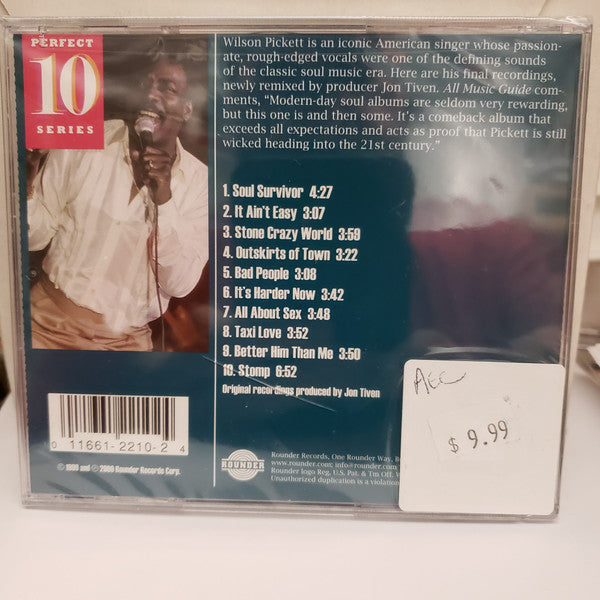 PERFECT
10
SERIES
Wilson Pickett is an iconic American singer whose passion-
ate, rough-edged vocals were one of the defining sounds
of the classic soul music era. Here are his final recordings,
newly remixed by producer Jon Tiven. All Music Guide com-
ments, “Modern-day soul albums are seldom very rewarding,
but this one is and then some. It’s a comeback album that
exceeds all expectations and acts as proof that Pickett is still
wicked heading into the 21st century.”
1. Soul Survivor 4:27
2. It Ain't Easy 3:07
3. Stone Crazy World 3:59
4. Outskirts of Town 3:22
5. Bad People 3:08
6. It's Harder Now 3:42
7. All About Sex 3:48
8. Taxi Love 3:52
9. Better Him Than Me 3:50
10. Stomp 6:52
Original recordings produced by Jon Tiven
0 11661-2210-2 4
ROUNDER
Rounder Records, One Rounder Way,
www.rounder.com; info@rounder.com
Rounder logo Reg. U.S. Pat. & Tm Off.
Unauthorized duplication is a violation
Rounder Records Corp.
AEC
$ 9.99